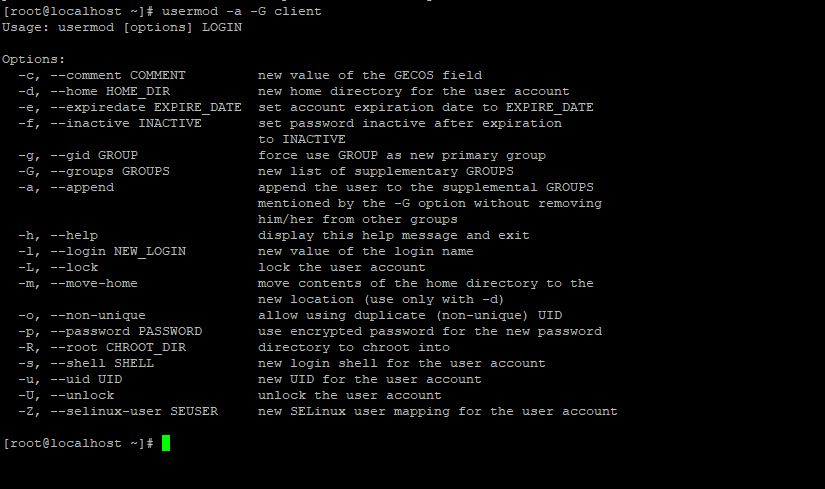 [root@localhost ~]# usermod -a -G client
Usage: usermod [options] LOGIN
Options:
-c, --comment COMMENT new value of the GECOS field
-d, --home HOME_DIR new home directory for the user account
-e, --expiredate EXPIRE_DATE set account expiration date to EXPIRE_DATE
-f, --inactive INACTIVE set password inactive after expiration
to INACTIVE
-g, --gid GROUP force use GROUP as new primary group
-G, --groups GROUPS new list of supplementary GROUPS
-a, --append append the user to the supplemental GROUPS
mentioned by the -G option without removing
him/her from other groups
-h, --help display this help message and exit
-l, --login NEW_LOGIN new value of the login name
-L, --lock lock the user account
-m, --move-home move contents of the home directory to the
new location (use only with -d)
-o, --non-unique allow using duplicate (non-unique) UID
-p, --password PASSWORD use encrypted password for the new password
-R, --root CHROOT_DIR directory to chroot into
-s, --shell SHELL new login shell for the user account
-u, --uid UID new UID for the user account
-U, --unlock unlock the user account
-Z, --selinux-user SEUSER new SELinux user mapping for the user account
[root@localhost ~]#